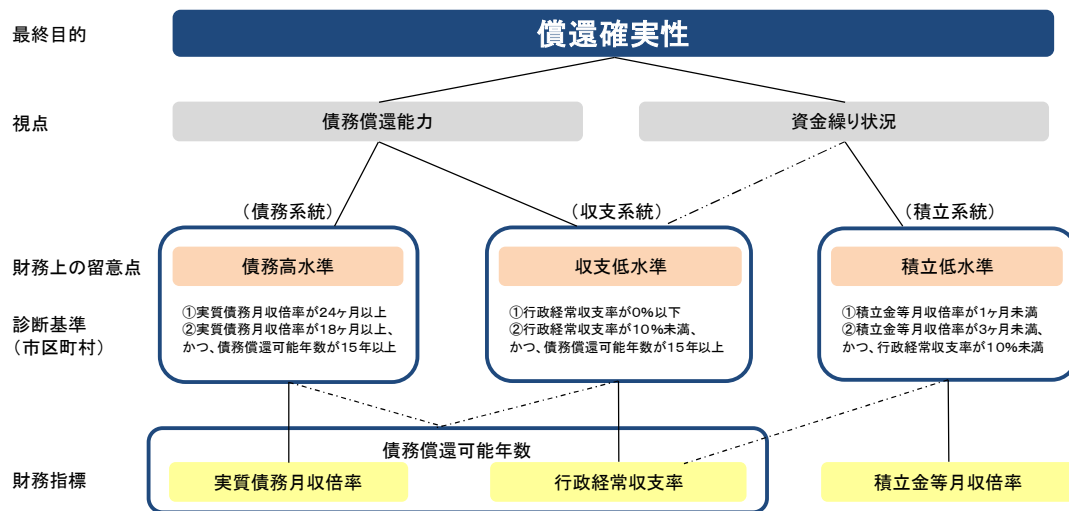 最終目的
償還確実性
視点
債務償還能力
資金繰り状況
（債務系統）
（収支系統）
（積立系統）
財務上の留意点
債務高水準
収支低水準
積立低水準
診断基準
（市区町村）
①実質債務月収倍率が24ヶ月以上
②実質債務月収倍率が18ヶ月以上、
かつ、債務償還可能年数が15年以上
①行政経常収支率が0%以下
②行政経常収支率が10%未満、
かつ、債務償還可能年数が15年以上
①積立金等月収倍率が1ヶ月未満
②積立金等月収倍率が3ヶ月未満、
かつ、行政経常収支率が10%未満
債務償還可能年数
財務指標
実質債務月収倍率
行政経常収支率
積立金等月収倍率